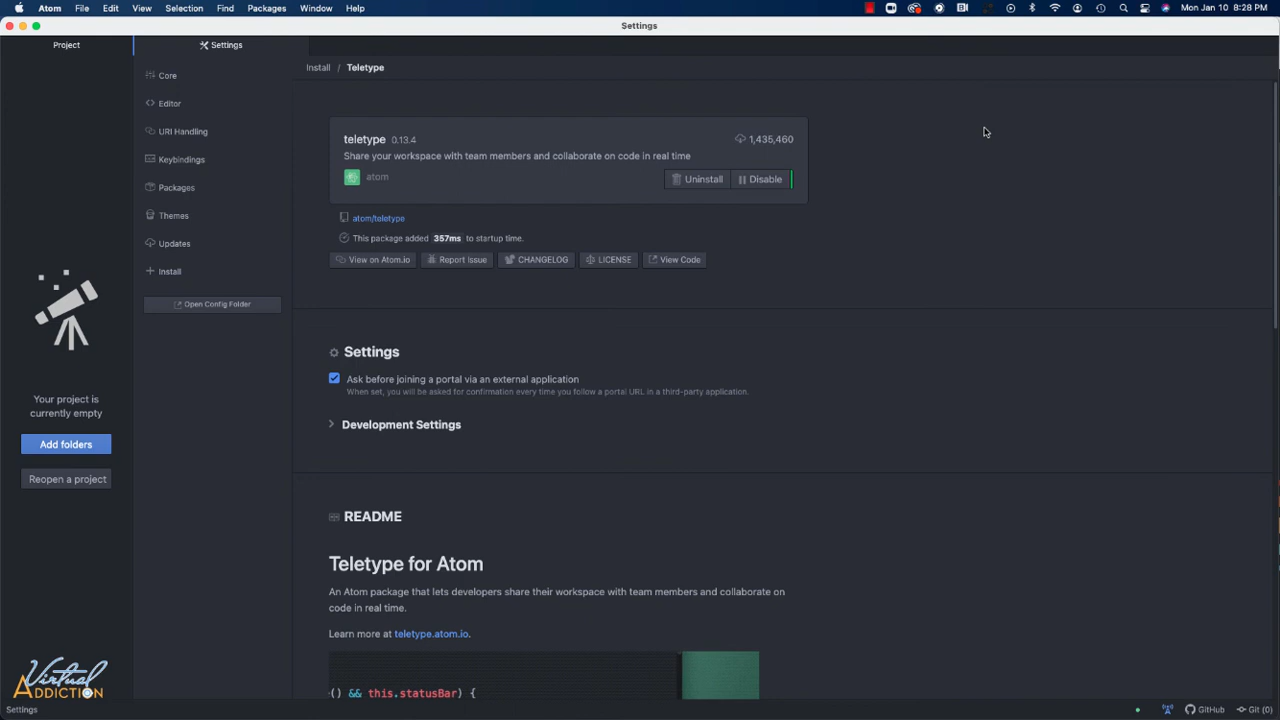 Atom File Edit View Selection Find Packages Window Help Mon Jan 10 8:28 PM
Settings
Project
Settings
Core
Editor
URI Handling
Keybindings
Packages
Themes
Updates
Install
Open Config Folder
Your project is
currently empty
Add folders
Reopen a project
Install / Teletype
teletype 0.13.4 1,435,460
Share your workspace with team members and collaborate on code in real time
atom Uninstall Disable
atom/teletype
This package added 357ms to startup time.
View on Atom.io Report Issue CHANGELOG LICENSE View Code
Settings
Ask before joining a portal via an external application
When set, you will be asked for confirmation every time you follow a portal URL in a third-party application.
Development Settings
README
Teletype for Atom
An Atom package that lets developers share their workspace with team members and collaborate on
code in real time.
Learn more at teletype.atom.io.
() && this.statusBar) {
Virtual
Addiction
Settings GitHub Git (0)